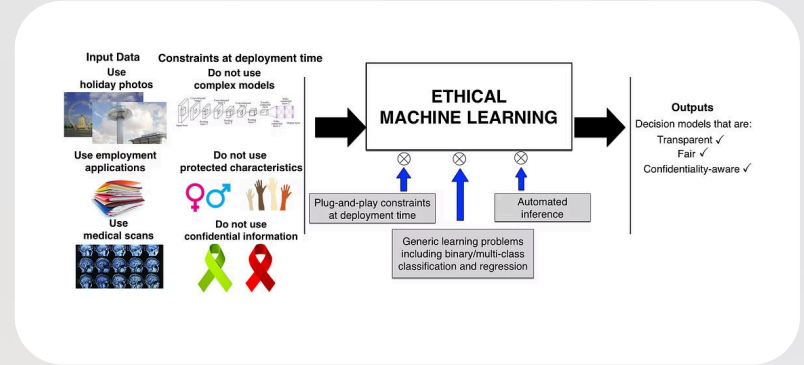 Input Data
Constraints at deployment time
Use
holiday photos
Do not use
complex models
Use employment
applications
Do not use
protected characteristics
Use
medical scans
Do not use
confidential information
ETHICAL
MACHINE LEARNING
Plug-and-play constraints
at deployment time
Generic learning problems
including binary/multi-class
classification and regression
Automated
inference
Outputs
Decision models that are:
Transparent ✓
Fair ✓
Confidentiality-aware ✓